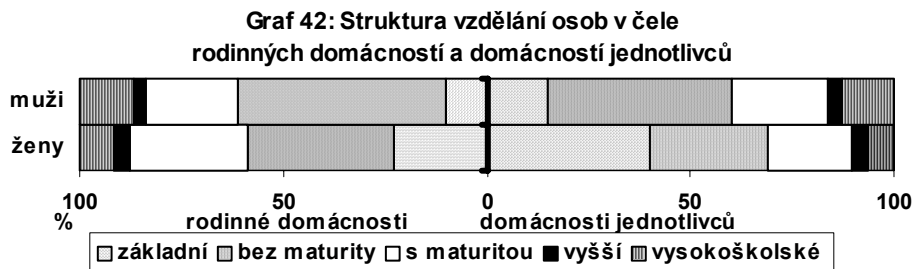 Graf 42: Struktura vzdělání osob v čele
rodinných domácností a domácností jednotlivců
muži
ženy
100 50 0 50 100
% rodinné domácnosti domácnosti jednotlivců
základní bez maturity s maturitou vyšší vysokoškolské